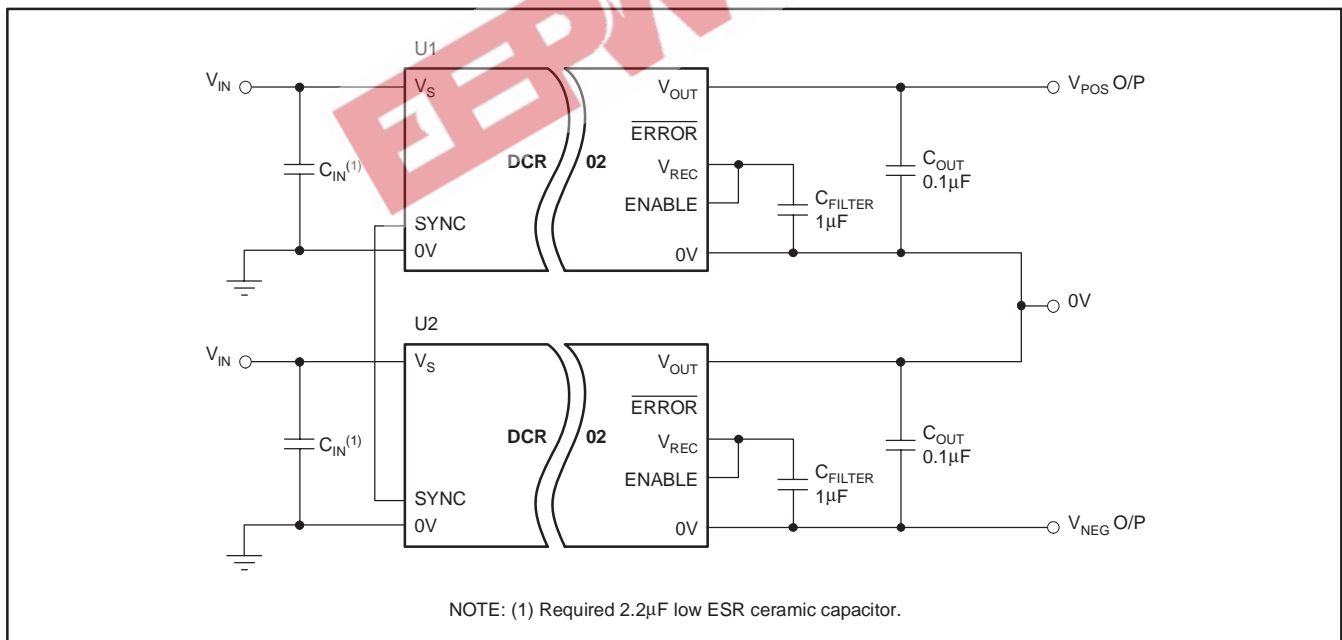 U1
V_IN
V_S
V_OUT
V_POS O/P
ERROR
C_IN(1)
DCR
02
V_REC
C_OUT
0.1µF
ENABLE
C_FILTER
1µF
SYNC
0V
0V
0V
U2
V_IN
V_S
V_OUT
ERROR
C_IN(1)
DCR
02
V_REC
C_OUT
0.1µF
ENABLE
C_FILTER
1µF
SYNC
0V
0V
V_NEG O/P
NOTE: (1) Required 2.2µF low ESR ceramic capacitor.